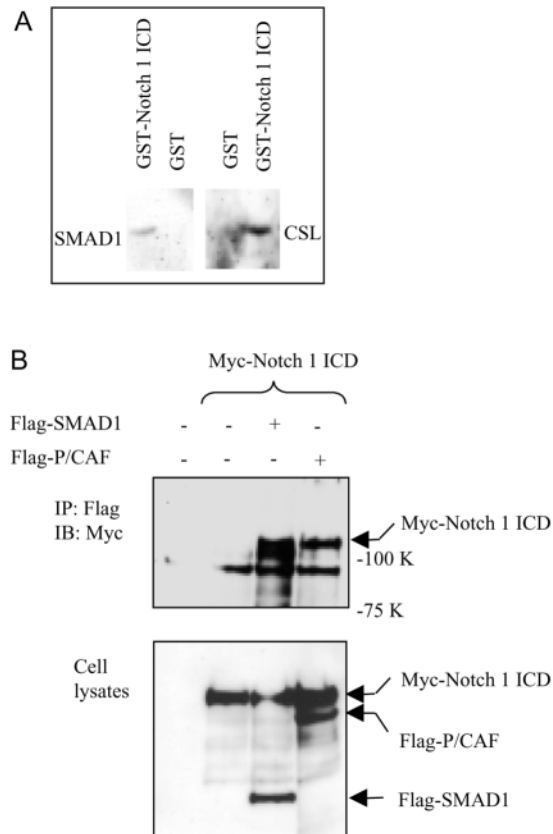 A
GST-Notch 1 ICD
GST
GST
GST-Notch 1 ICD
SMAD1
CSL
B
Myc-Notch 1 ICD
Flag-SMAD1 - - + -
Flag-P/CAF - - - +
IP: Flag
IB: Myc
Myc-Notch 1 ICD
-100 K
-75 K
Cell
lysates
Myc-Notch 1 ICD
Flag-P/CAF
Flag-SMAD1